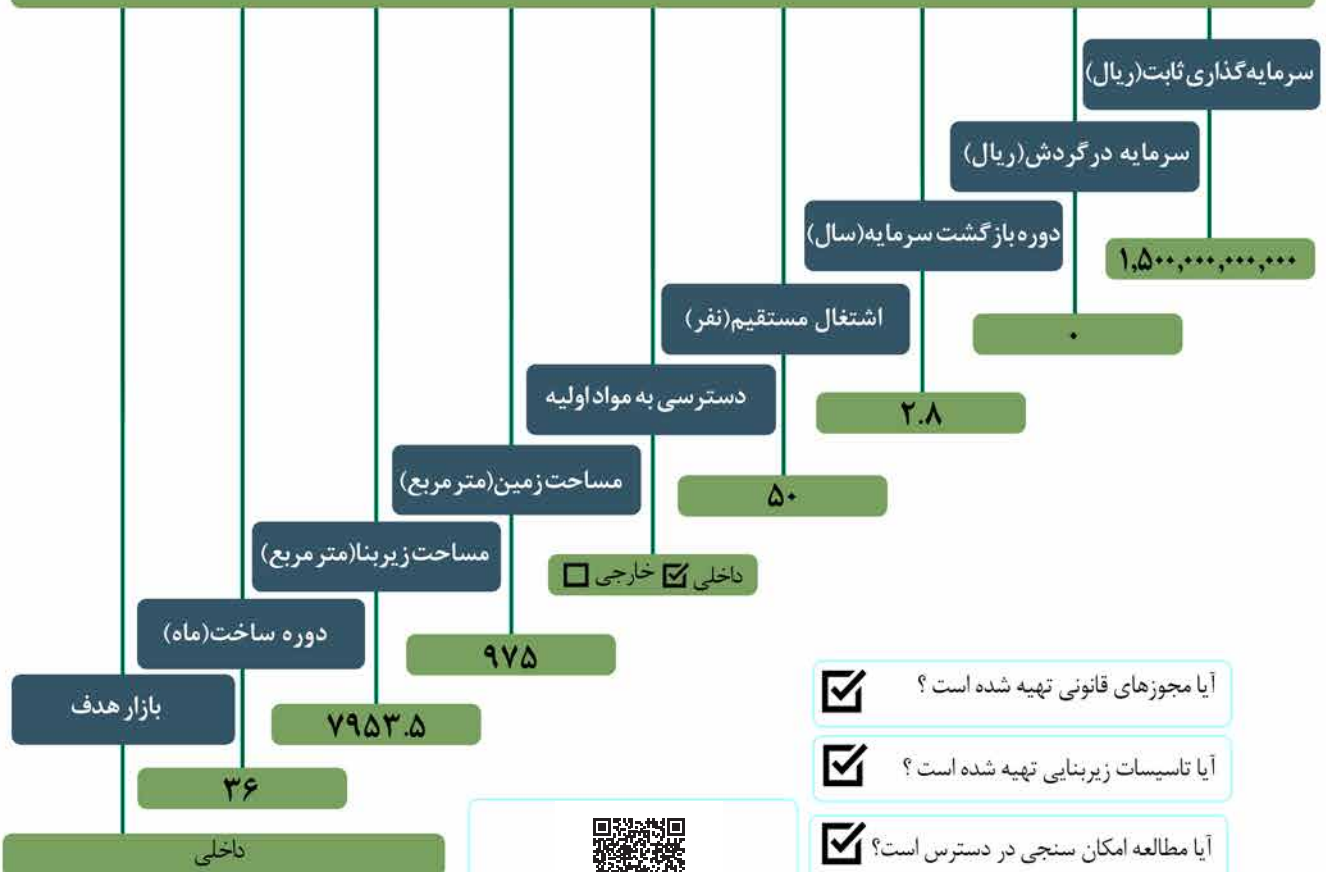 سرمایه‌گذاری ثابت(ریال)
۱,۵۰۰,۰۰۰,۰۰۰,۰۰۰
سرمایه در گردش(ریال)
۰
دوره بازگشت سرمایه(سال)
۲.۸
اشتغال مستقیم(نفر)
۵۰
دسترسی به مواد اولیه
داخلی ☑ خارجی ☐
مساحت زمین(متر مربع)
۹۷۵
مساحت زیربنا(متر مربع)
۷۹۵۳.۵
دوره ساخت(ماه)
۳۶
بازار هدف
داخلی
آیا مجوزهای قانونی تهیه شده است ؟ ☑
آیا تاسیسات زیربنایی تهیه شده است ؟ ☑
آیا مطالعه امکان سنجی در دسترس است؟ ☑